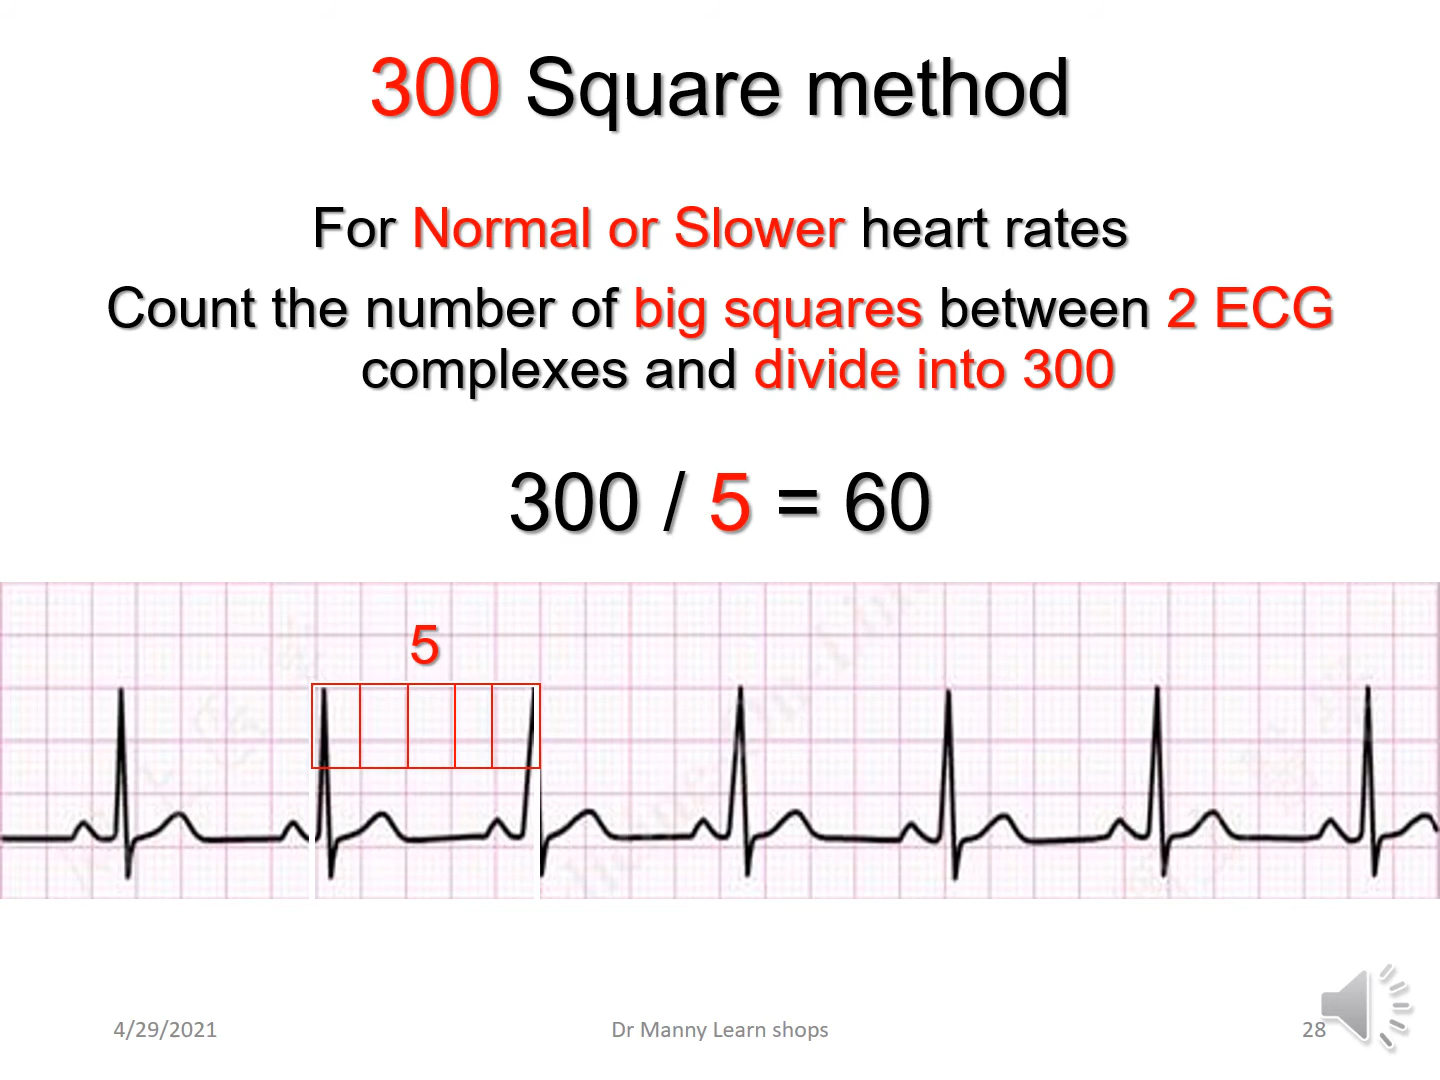 300 Square method
For Normal or Slower heart rates
Count the number of big squares between 2 ECG
complexes and divide into 300
300 / 5 = 60
5
4/29/2021
Dr Manny Learn shops
28